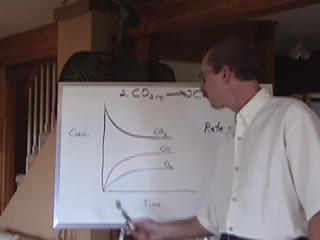 2 CO₂(g) → 2C
Rate
Conc.
CO₂
CO
O₂
Time